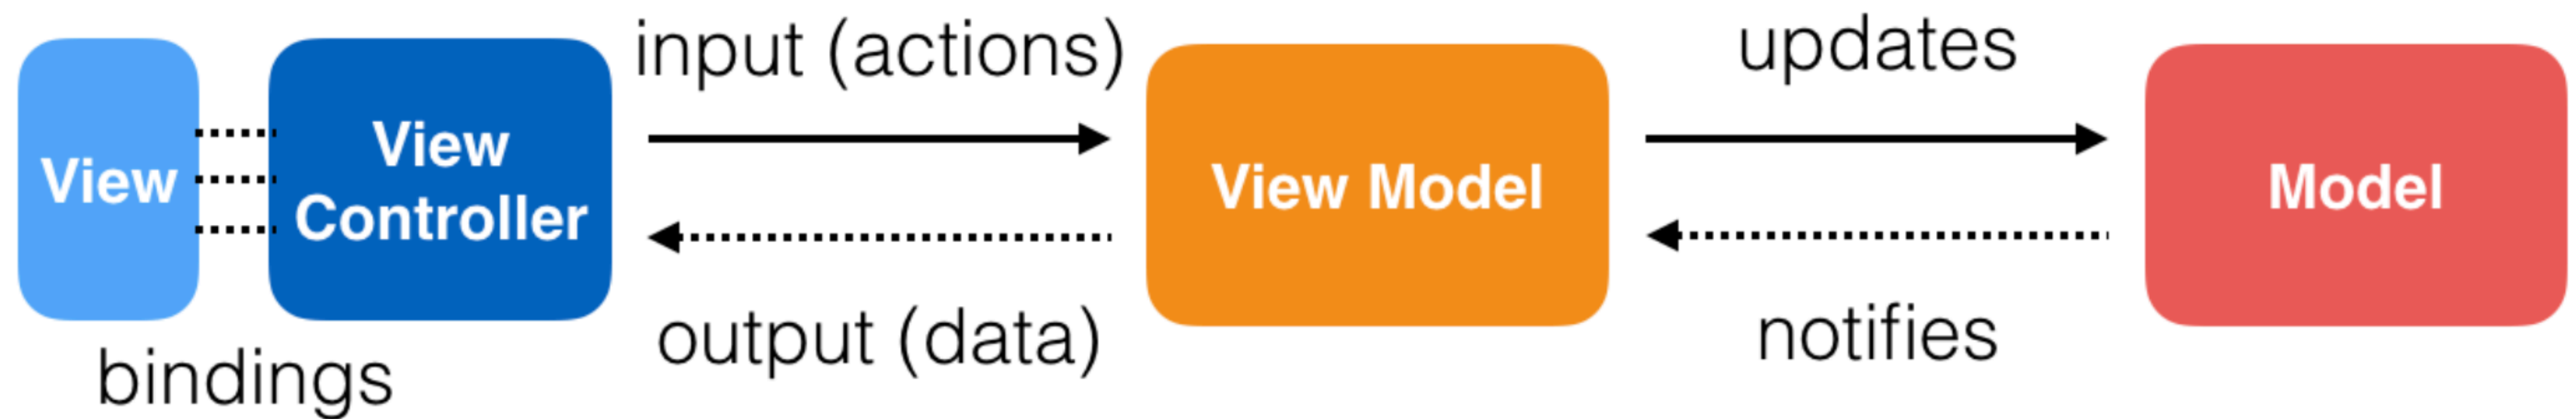 View
bindings
View
Controller
input (actions)
output (data)
View Model
updates
notifies
Model